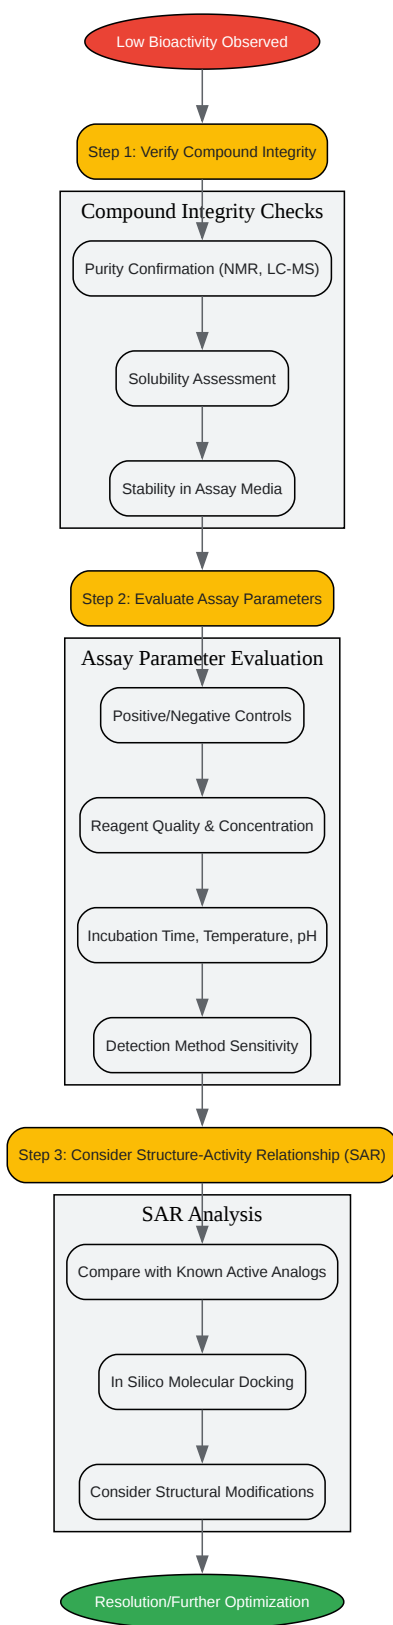 Low Bioactivity Observed
Step 1: Verify Compound Integrity
Compound Integrity Checks
Purity Confirmation (NMR, LC-MS)
Solubility Assessment
Stability in Assay Media
Step 2: Evaluate Assay Parameters
Assay Parameter Evaluation
Positive/Negative Controls
Reagent Quality & Concentration
Incubation Time, Temperature, pH
Detection Method Sensitivity
Step 3: Consider Structure-Activity Relationship (SAR)
SAR Analysis
Compare with Known Active Analogs
In Silico Molecular Docking
Consider Structural Modifications
Resolution/Further Optimization